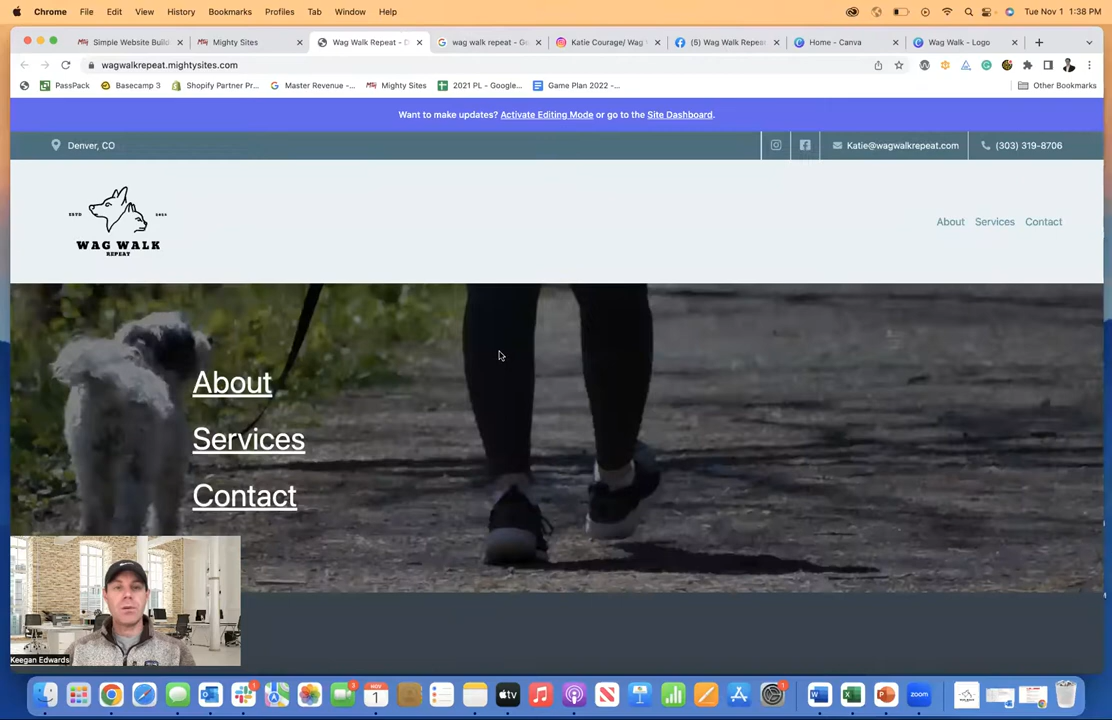 Chrome File Edit View History Bookmarks Profiles Tab Window Help Tue Nov 1 1:38 PM
Simple Website Build Mighty Sites Wag Walk Repeat - D wag walk repeat - Go Katie Courage/ Wag (5) Wag Walk Repea Home - Canva Wag Walk - Logo
wagwalkrepeat.mightysites.com
PassPack Basecamp 3 Shopify Partner Pr... Master Revenue -... Mighty Sites 2021 PL - Google... Game Plan 2022 -... Other Bookmarks
Want to make updates? Activate Editing Mode or go to the Site Dashboard.
Denver, CO Katie@wagwalkrepeat.com (303) 319-8706
ESTD
WAG WALK
REPEAT
About Services Contact
About
Services
Contact
Keegan Edwards